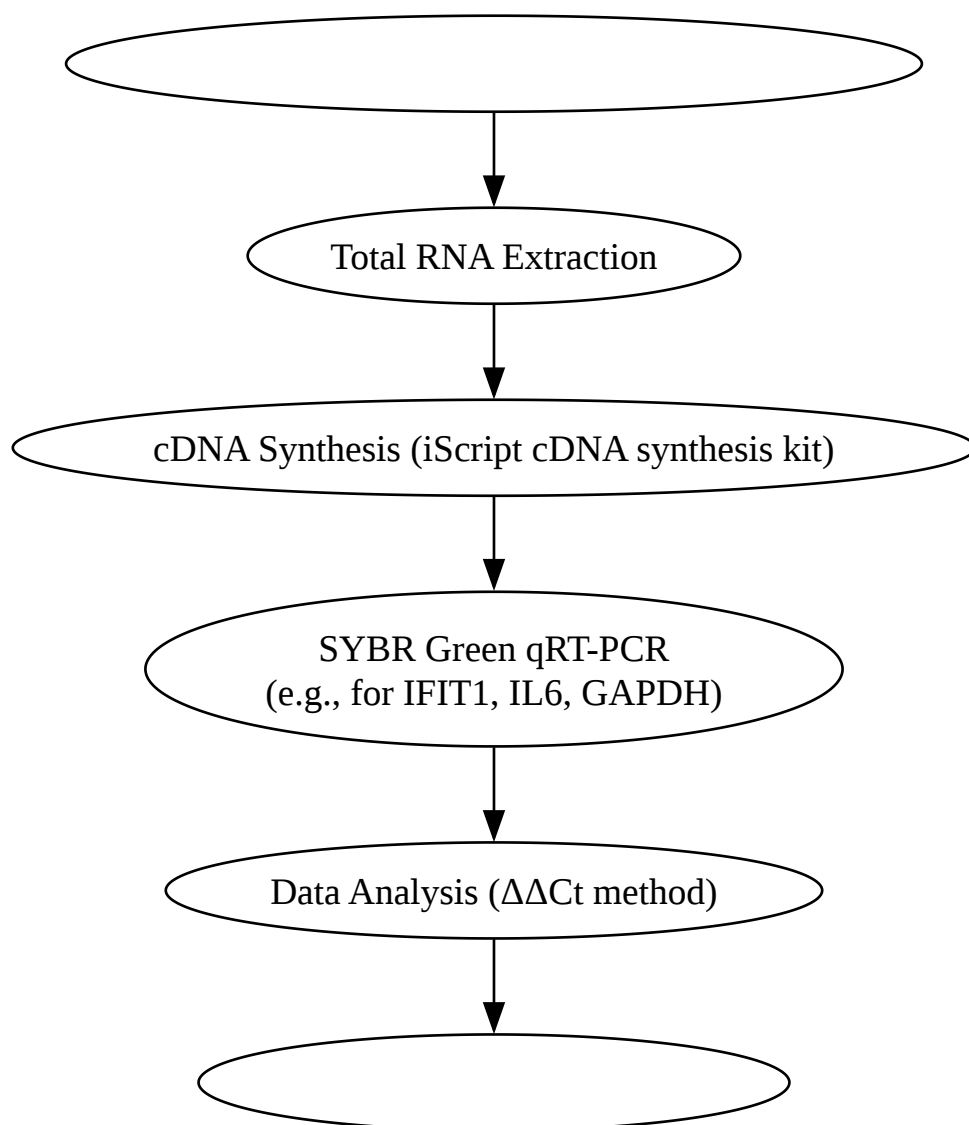 Total RNA Extraction
cDNA Synthesis (iScript cDNA synthesis kit)
SYBR Green qRT-PCR
(e.g., for IFIT1, IL6, GAPDH)
Data Analysis (ΔΔCt method)